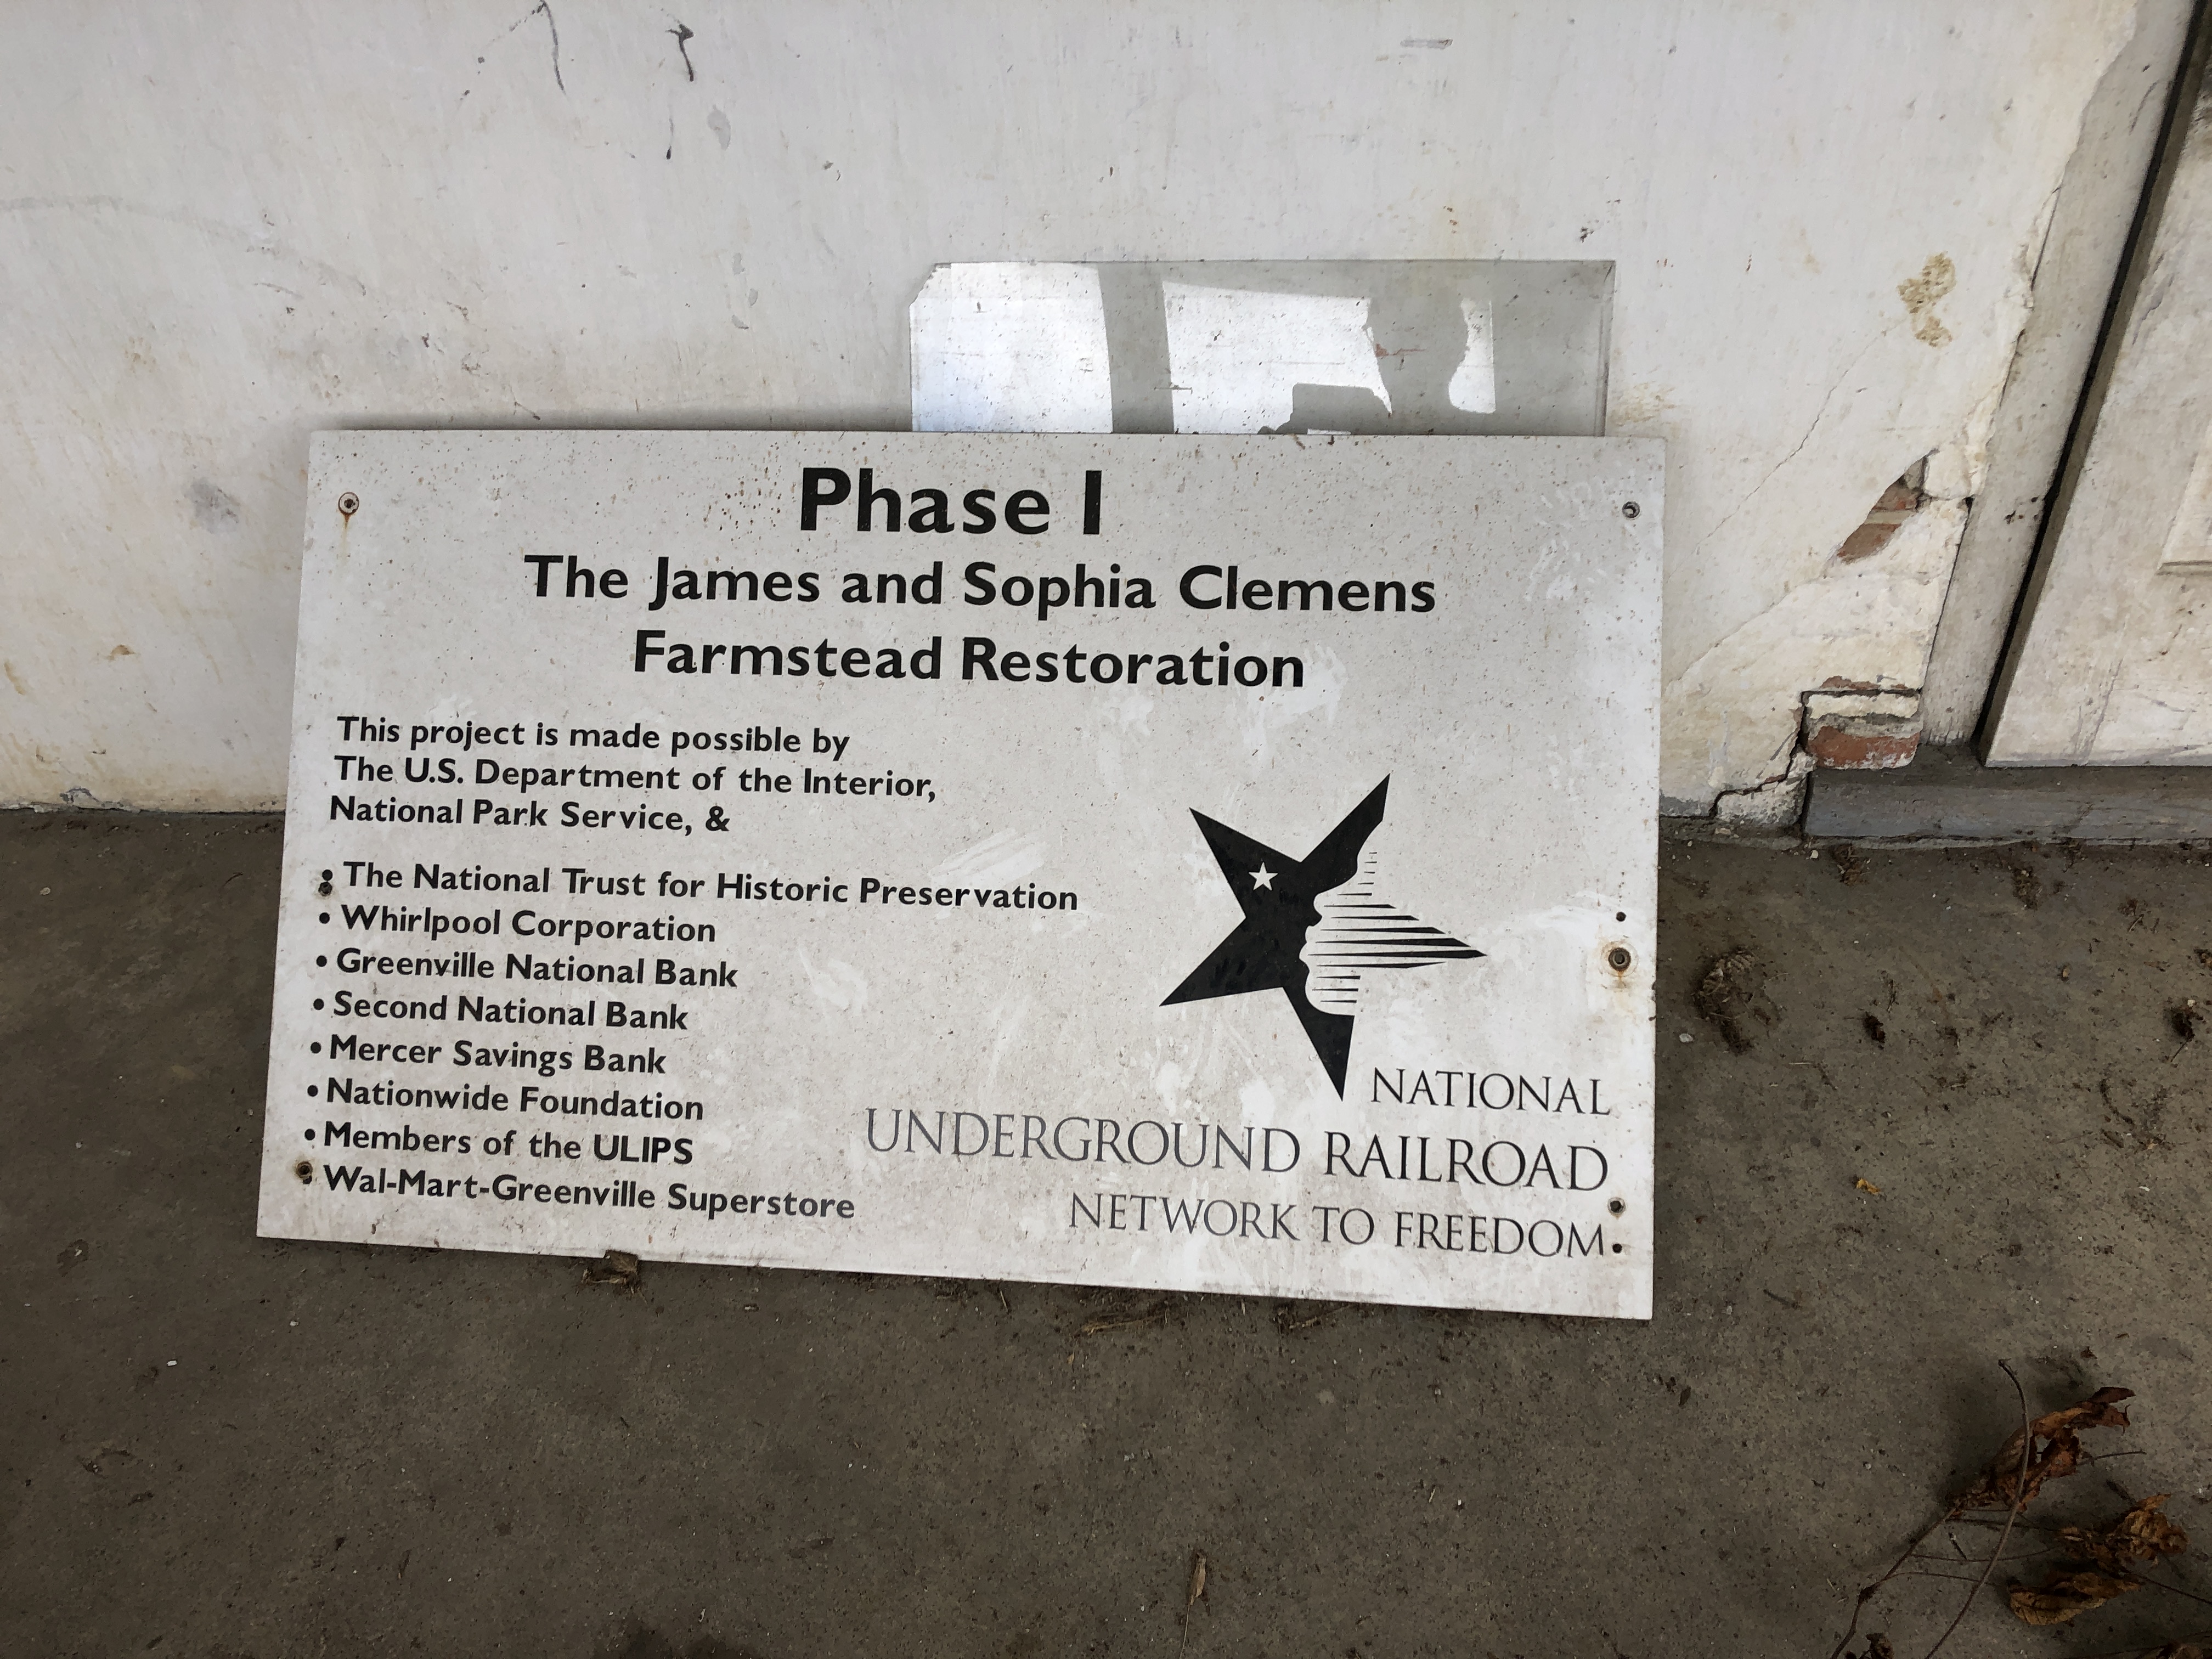 Phase I
The James and Sophia Clemens
Farmstead Restoration
This project is made possible by
The U.S. Department of the Interior,
National Park Service, &
• The National Trust for Historic Preservation
• Whirlpool Corporation
• Greenville National Bank
• Second National Bank
• Mercer Savings Bank
• Nationwide Foundation
• Members of the ULIPS
• Wal-Mart-Greenville Superstore
NATIONAL
UNDERGROUND RAILROAD
NETWORK TO FREEDOM